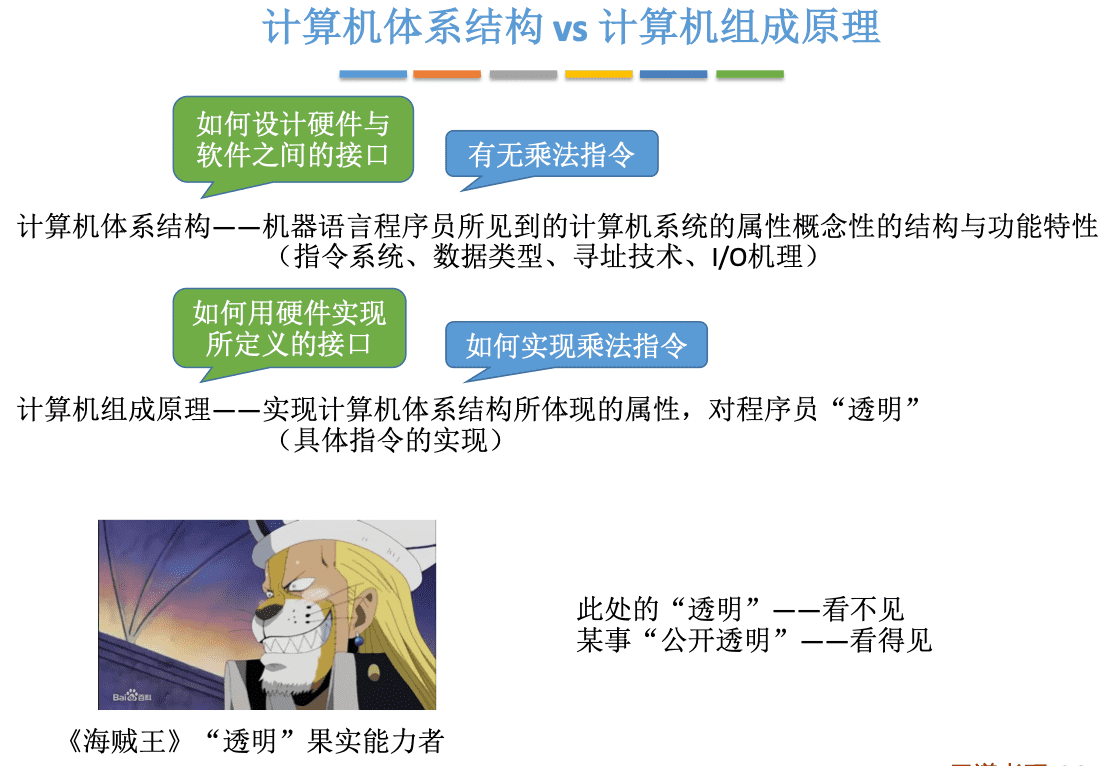 计算机体系结构 vs 计算机组成原理
如何设计硬件与
软件之间的接口
有无乘法指令
计算机体系结构——机器语言程序员所见到的计算机系统的属性概念性的结构与功能特性
（指令系统、数据类型、寻址技术、I/O机理）
如何用硬件实现
所定义的接口
如何实现乘法指令
计算机组成原理——实现计算机体系结构所体现的属性，对程序员“透明”
（具体指令的实现）
此处的“透明”——看不见
某事“公开透明”——看得见
Bai百科
《海贼王》“透明”果实能力者